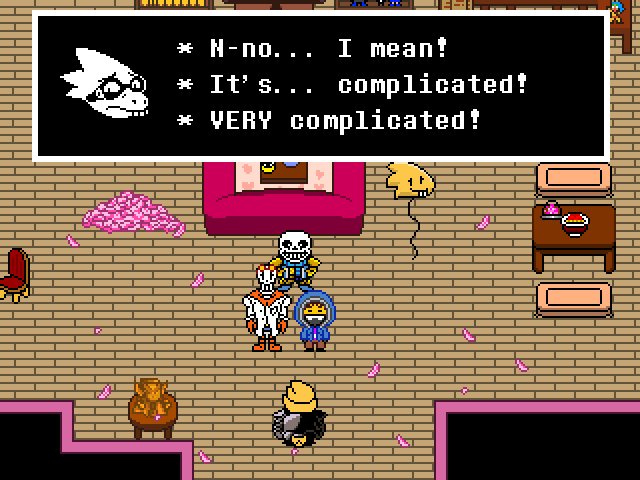 * N-no... I mean!
* It's... complicated!
* VERY complicated!